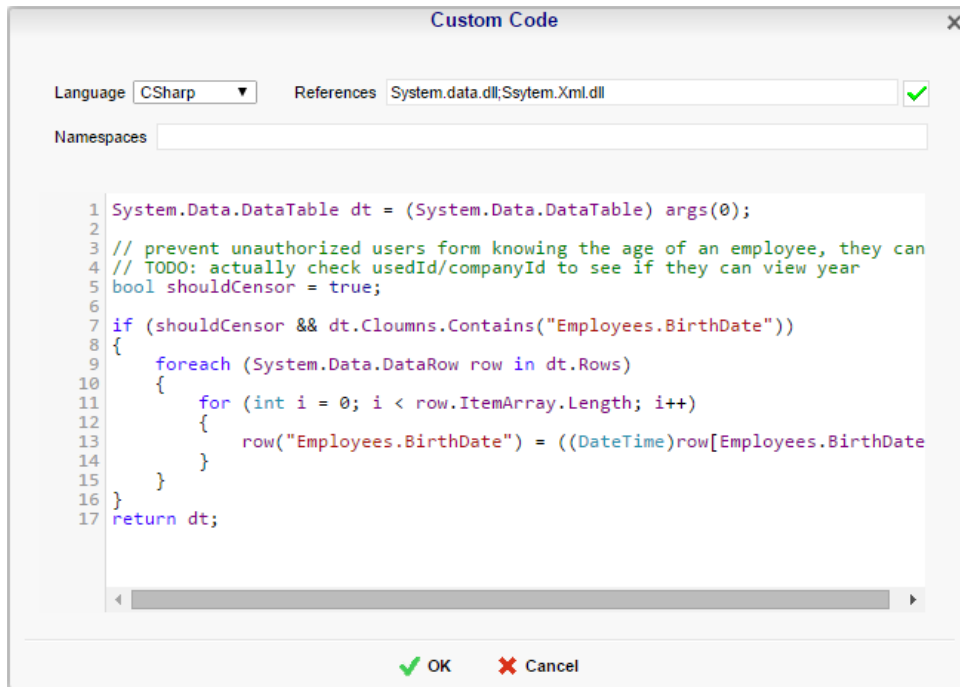 Custom Code
Language CSharp References System.data.dll;Ssytem.Xml.dll
Namespaces
1 System.Data.DataTable dt = (System.Data.DataTable) args(0);
2
3 // prevent unauthorized users form knowing the age of an employee, they can
4 // TODO: actually check usedId/companyId to see if they can view year
5 bool shouldCensor = true;
6
7 if (shouldCensor && dt.Cloumns.Contains("Employees.BirthDate"))
8 {
9 foreach (System.Data.DataRow row in dt.Rows)
10 {
11 for (int i = 0; i < row.ItemArray.Length; i++)
12 {
13 row("Employees.BirthDate") = ((DateTime)row[Employees.BirthDate
14 }
15 }
16 }
17 return dt;
OK Cancel